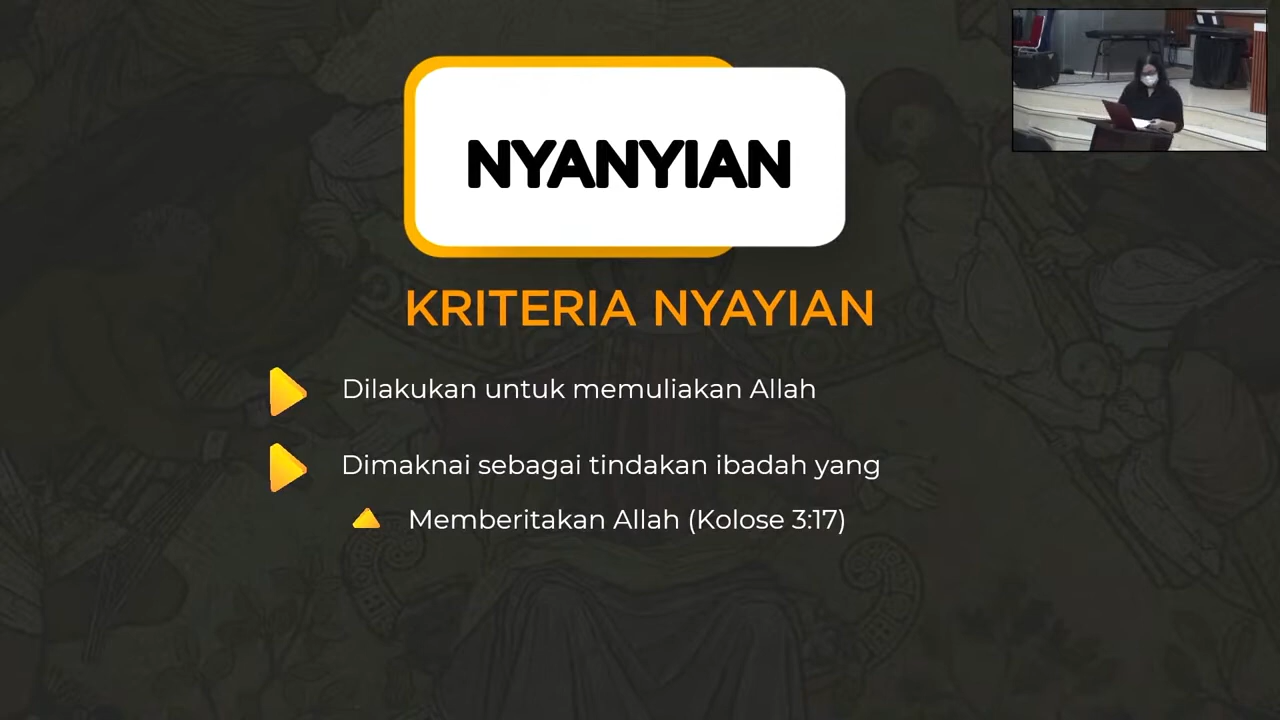 NYANYIAN
KRITERIA NYAYIAN
Dilakukan untuk memuliakan Allah
Dimaknai sebagai tindakan ibadah yang
Memberitakan Allah (Kolose 3:17)